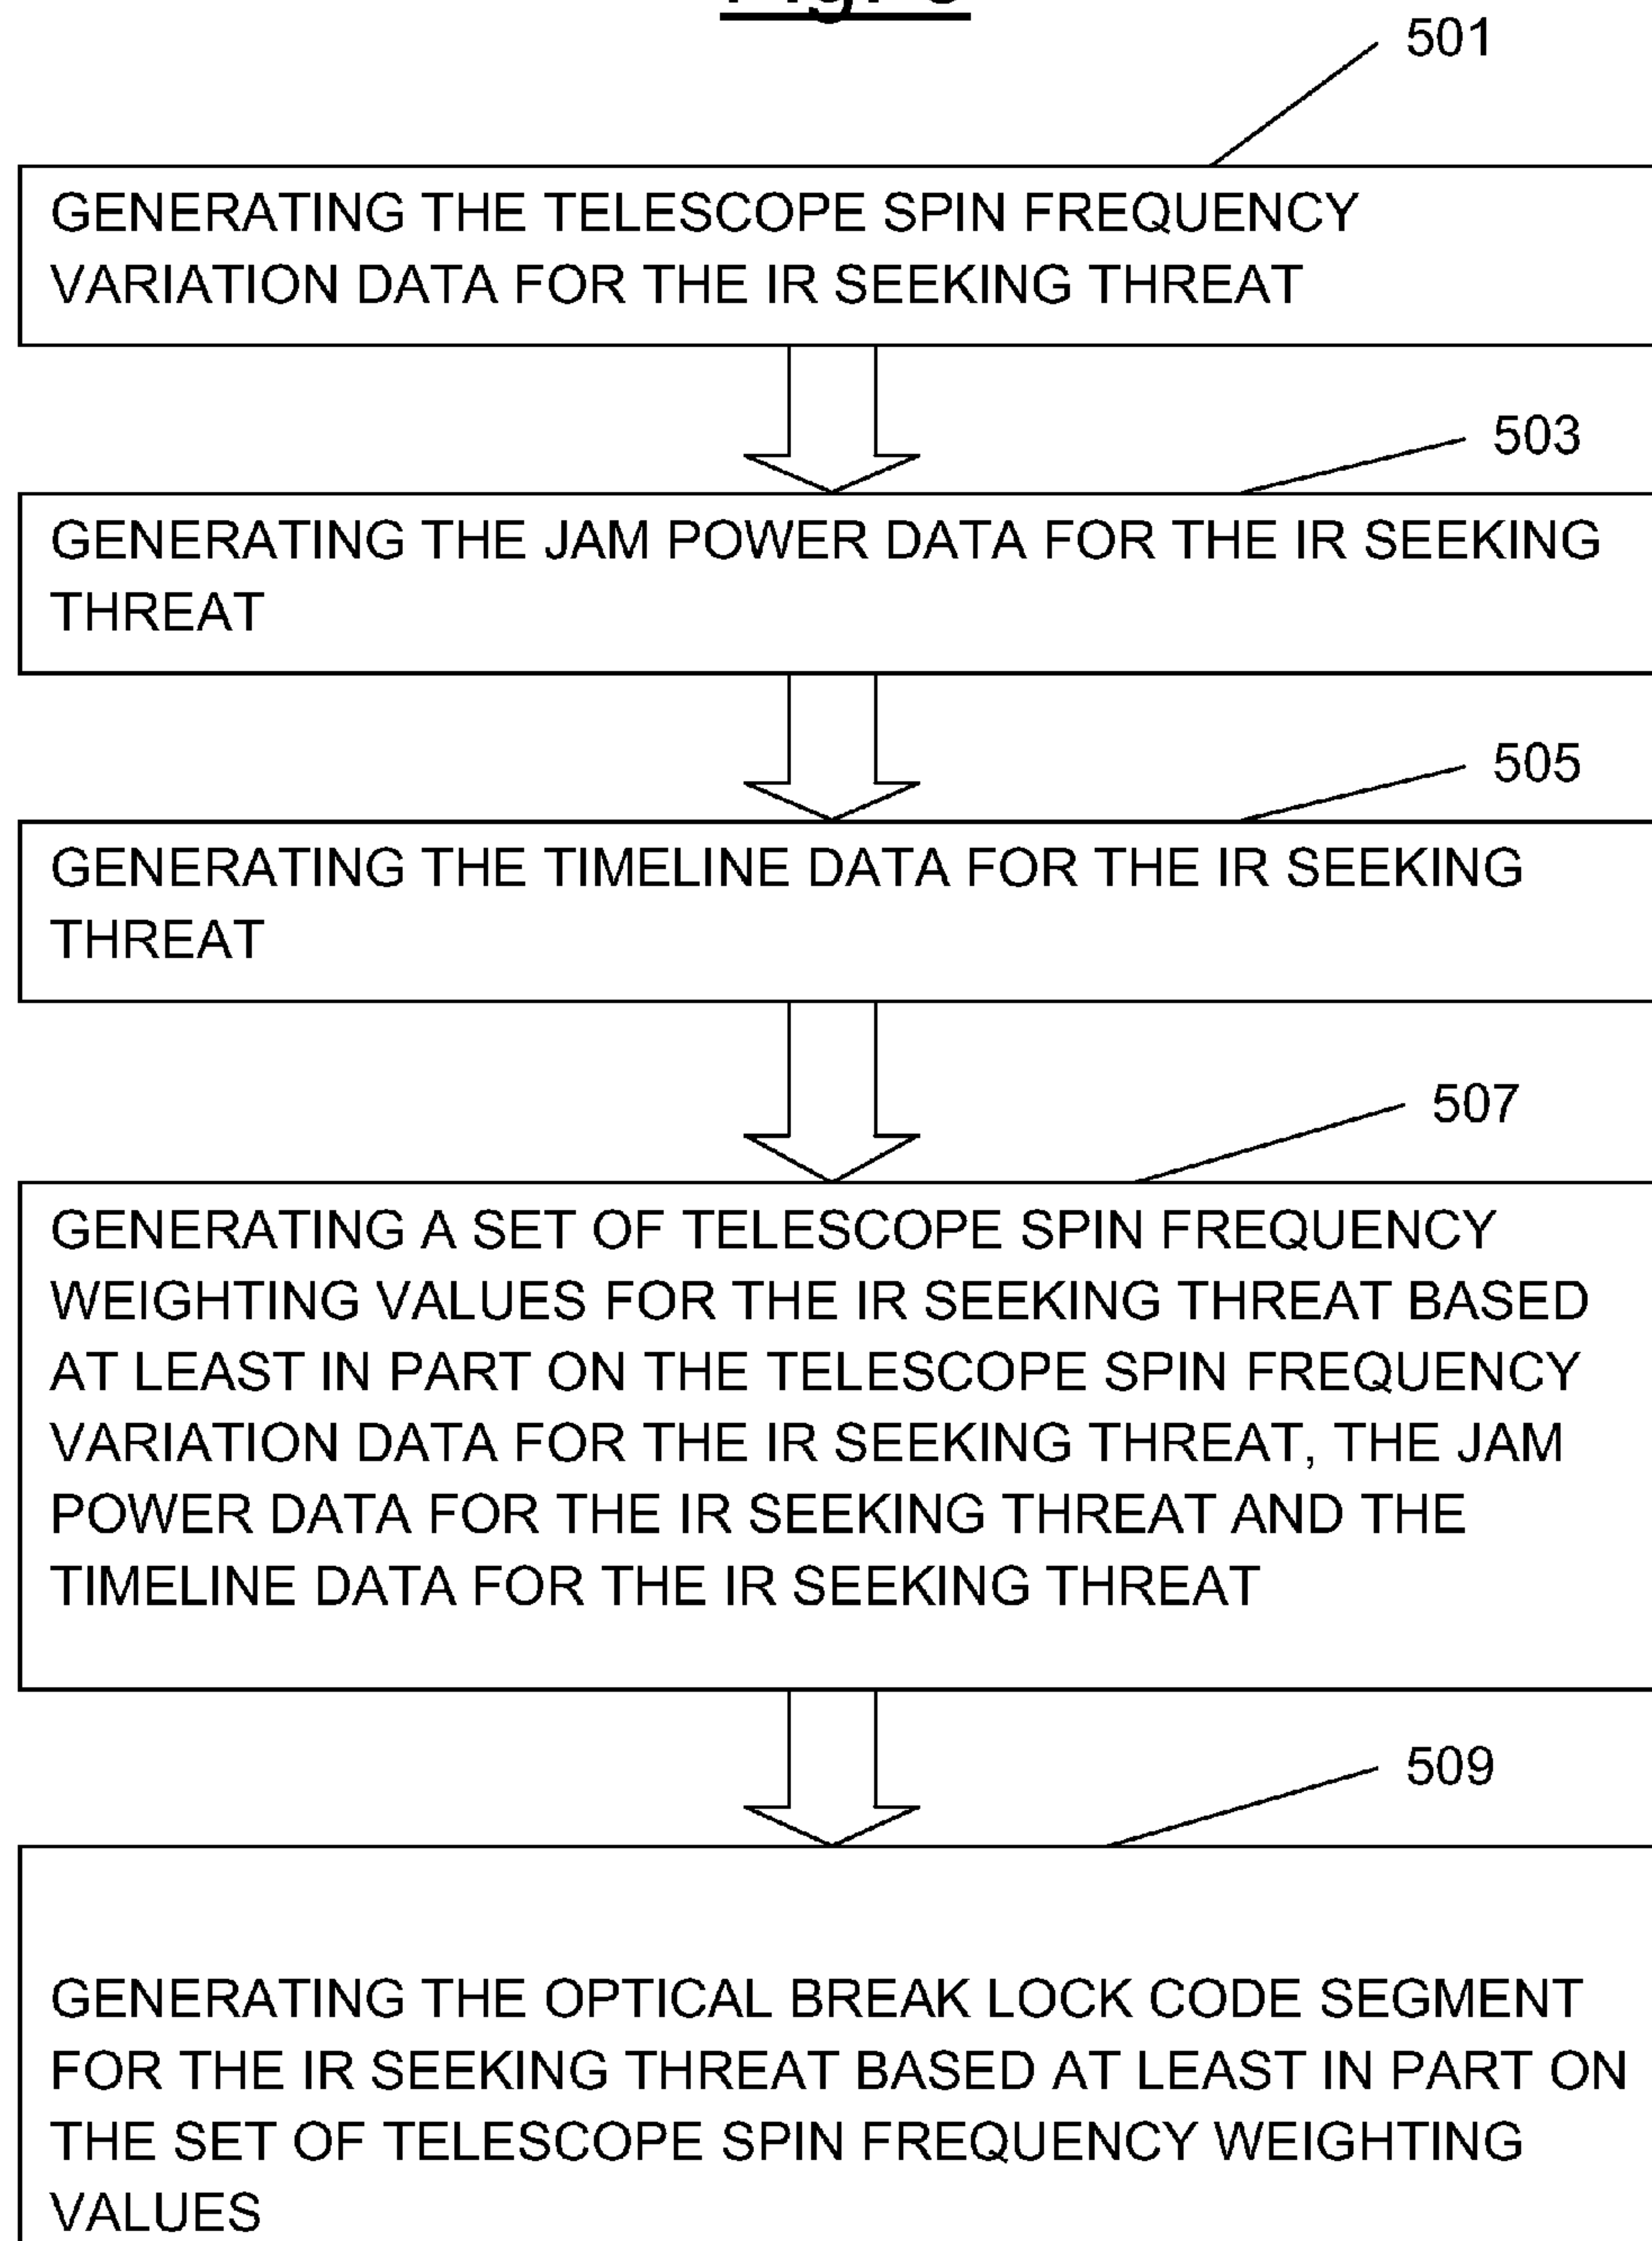 501
GENERATING THE TELESCOPE SPIN FREQUENCY
VARIATION DATA FOR THE IR SEEKING THREAT
503
GENERATING THE JAM POWER DATA FOR THE IR SEEKING
THREAT
505
GENERATING THE TIMELINE DATA FOR THE IR SEEKING
THREAT
507
GENERATING A SET OF TELESCOPE SPIN FREQUENCY
WEIGHTING VALUES FOR THE IR SEEKING THREAT BASED
AT LEAST IN PART ON THE TELESCOPE SPIN FREQUENCY
VARIATION DATA FOR THE IR SEEKING THREAT, THE JAM
POWER DATA FOR THE IR SEEKING THREAT AND THE
TIMELINE DATA FOR THE IR SEEKING THREAT
509
GENERATING THE OPTICAL BREAK LOCK CODE SEGMENT
FOR THE IR SEEKING THREAT BASED AT LEAST IN PART ON
THE SET OF TELESCOPE SPIN FREQUENCY WEIGHTING
VALUES